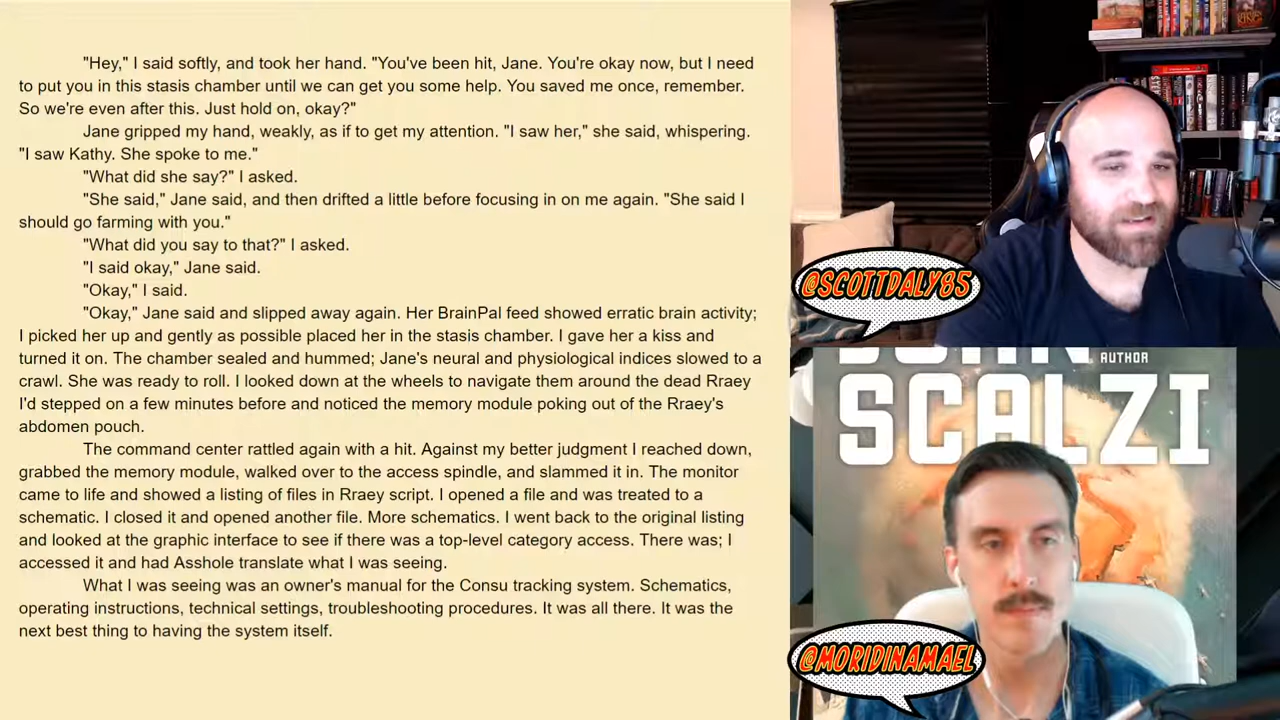 "Hey," I said softly, and took her hand. "You've been hit, Jane. You're okay now, but I need
to put you in this stasis chamber until we can get you some help. You saved me once, remember.
So we're even after this. Just hold on, okay?"
Jane gripped my hand, weakly, as if to get my attention. "I saw her," she said, whispering.
"I saw Kathy. She spoke to me."
"What did she say?" I asked.
"She said," Jane said, and then drifted a little before focusing in on me again. "She said I
should go farming with you."
"What did you say to that?" I asked.
"I said okay," Jane said.
"Okay," I said.
"Okay," Jane said and slipped away again. Her BrainPal feed showed erratic brain activity;
I picked her up and gently as possible placed her in the stasis chamber. I gave her a kiss and
turned it on. The chamber sealed and hummed; Jane's neural and physiological indices slowed to a
crawl. She was ready to roll. I looked down at the wheels to navigate them around the dead Rraey
I'd stepped on a few minutes before and noticed the memory module poking out of the Rraey's
abdomen pouch.
The command center rattled again with a hit. Against my better judgment I reached down,
grabbed the memory module, walked over to the access spindle, and slammed it in. The monitor
came to life and showed a listing of files in Rraey script. I opened a file and was treated to a
schematic. I closed it and opened another file. More schematics. I went back to the original listing
and looked at the graphic interface to see if there was a top-level category access. There was; I
accessed it and had Asshole translate what I was seeing.
What I was seeing was an owner's manual for the Consu tracking system. Schematics,
operating instructions, technical settings, troubleshooting procedures. It was all there. It was the
next best thing to having the system itself.
@SCOTTDALY85
AUTHOR
SCALZI
@MORIDINAMAEL